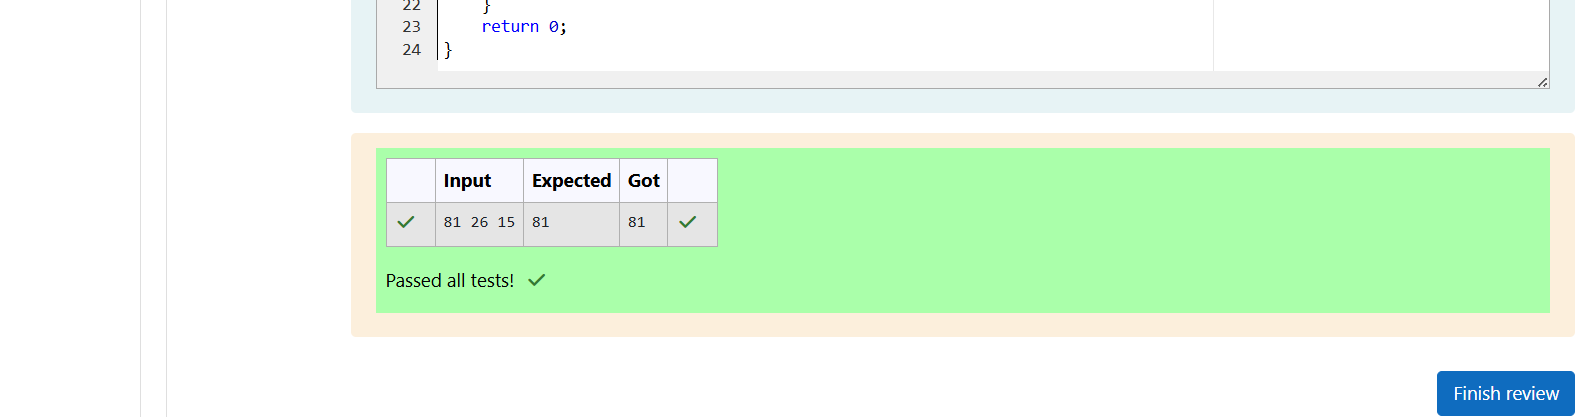 22 }
23 return 0;
24 }
Input Expected Got
81 26 15 81 81
Passed all tests!
Finish review